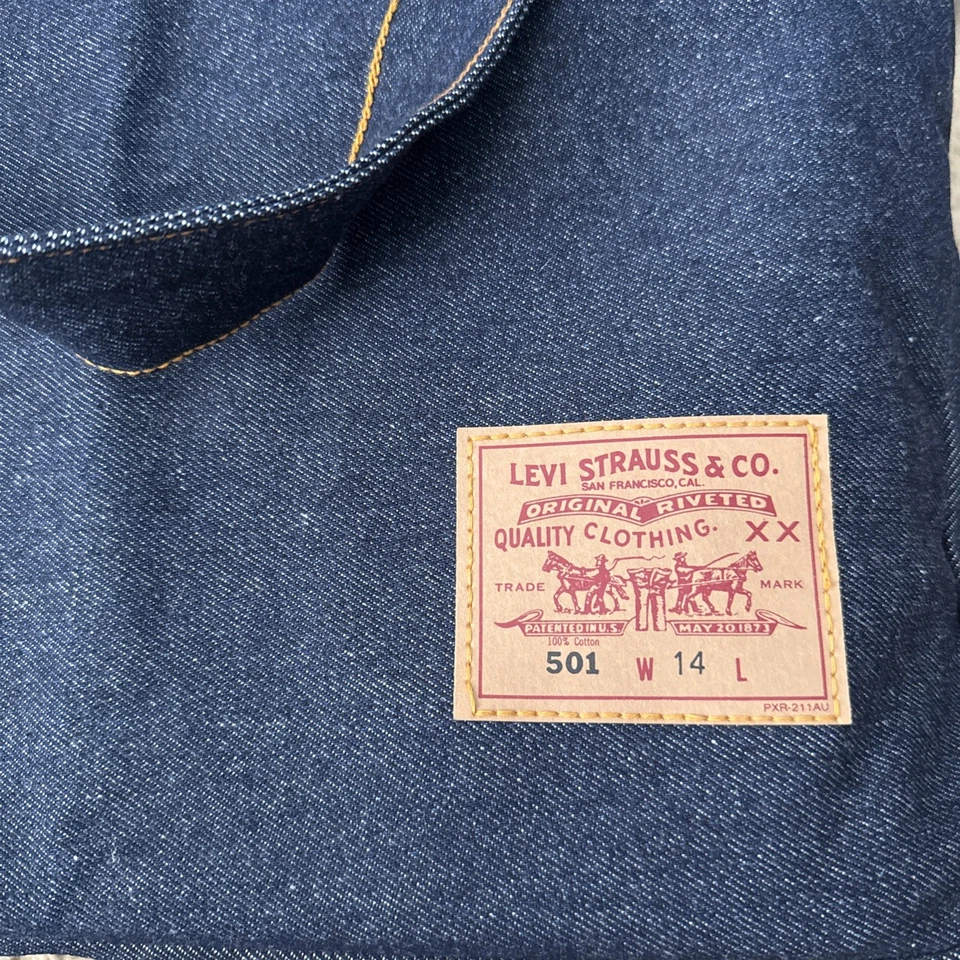 LEVI STRAUSS & CO.
SAN FRANCISCO, CAL.
ORIGINAL RIVETED
QUALITY CLOTHING. XX
TRADE MARK
PATENTED IN U.S. MAY 20 1873
100% Cotton
501 W 14 L
PXR-211AU